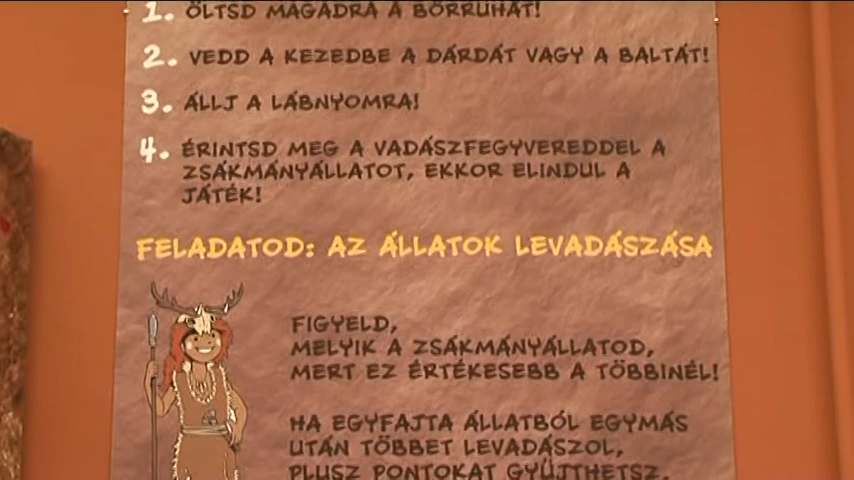 1. ÖLTSD MAGADRA A BŐRRUHÁT!
2. VEDD A KEZEDBE A DÁRDÁT VAGY A BALTÁT!
3. ÁLLJ A LÁBNYOMRA!
4. ÉRINTSD MEG A VADÁSZFEGYVEREDDEL A
ZSÁKMÁNYÁLLATOT, EKKOR ELINDUL A
JÁTÉK!
FELADATOD: AZ ÁLLATOK LEVADÁSZÁSA
FIGYELD,
MELYIK A ZSÁKMÁNYÁLLATOD,
MERT EZ ÉRTÉKESEBB A TÖBBINÉL!
HA EGYFAJTA ÁLLATBÓL EGYMÁS
UTÁN TÖBBET LEVADÁSZOL,
PLUSZ PONTOKAT GYŰJTHETSZ.